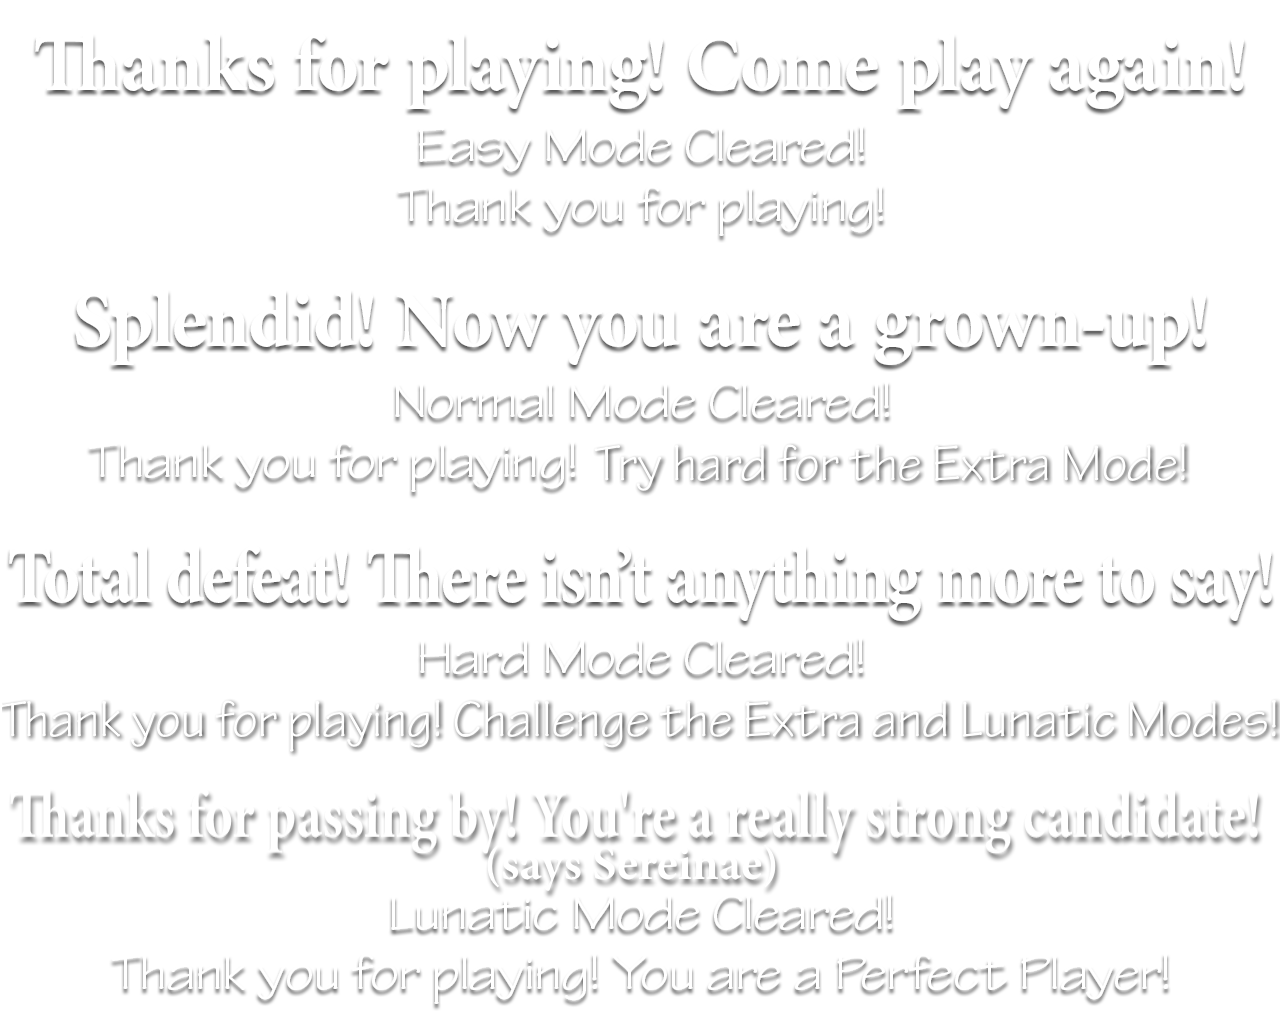 Thanks for playing! Come play again!
Easy Mode Cleared!
Thank you for playing!
Splendid! Now you are a grown-up!
Normal Mode Cleared!
Thank you for playing! Try hard for the Extra Mode!
Total defeat! There isn’t anything more to say!
Hard Mode Cleared!
Thank you for playing! Challenge the Extra and Lunatic Modes!
Thanks for passing by! You're a really strong candidate!
(says Sereinae)
Lunatic Mode Cleared!
Thank you for playing! You are a Perfect Player!